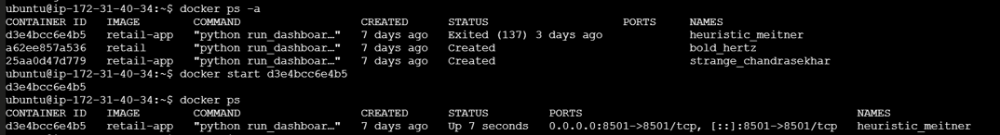 ubuntu@ip-172-31-40-34:~$ docker ps -a
CONTAINER ID   IMAGE        COMMAND                  CREATED      STATUS                    PORTS     NAMES
d3e4bcc6e4b5   retail-app   "python run_dashboar…"   7 days ago   Exited (137) 3 days ago             heuristic_meitner
a62ee857a536   retail       "python run_dashboar…"   7 days ago   Created                             bold_hertz
25aa0d47d779   retail-app   "python run_dashboar…"   7 days ago   Created                             strange_chandrasekhar
ubuntu@ip-172-31-40-34:~$ docker start d3e4bcc6e4b5
d3e4bcc6e4b5
ubuntu@ip-172-31-40-34:~$ docker ps
CONTAINER ID   IMAGE        COMMAND                  CREATED      STATUS         PORTS                                         NAMES
d3e4bcc6e4b5   retail-app   "python run_dashboar…"   7 days ago   Up 7 seconds   0.0.0.0:8501->8501/tcp, [::]:8501->8501/tcp   heuristic_meitner